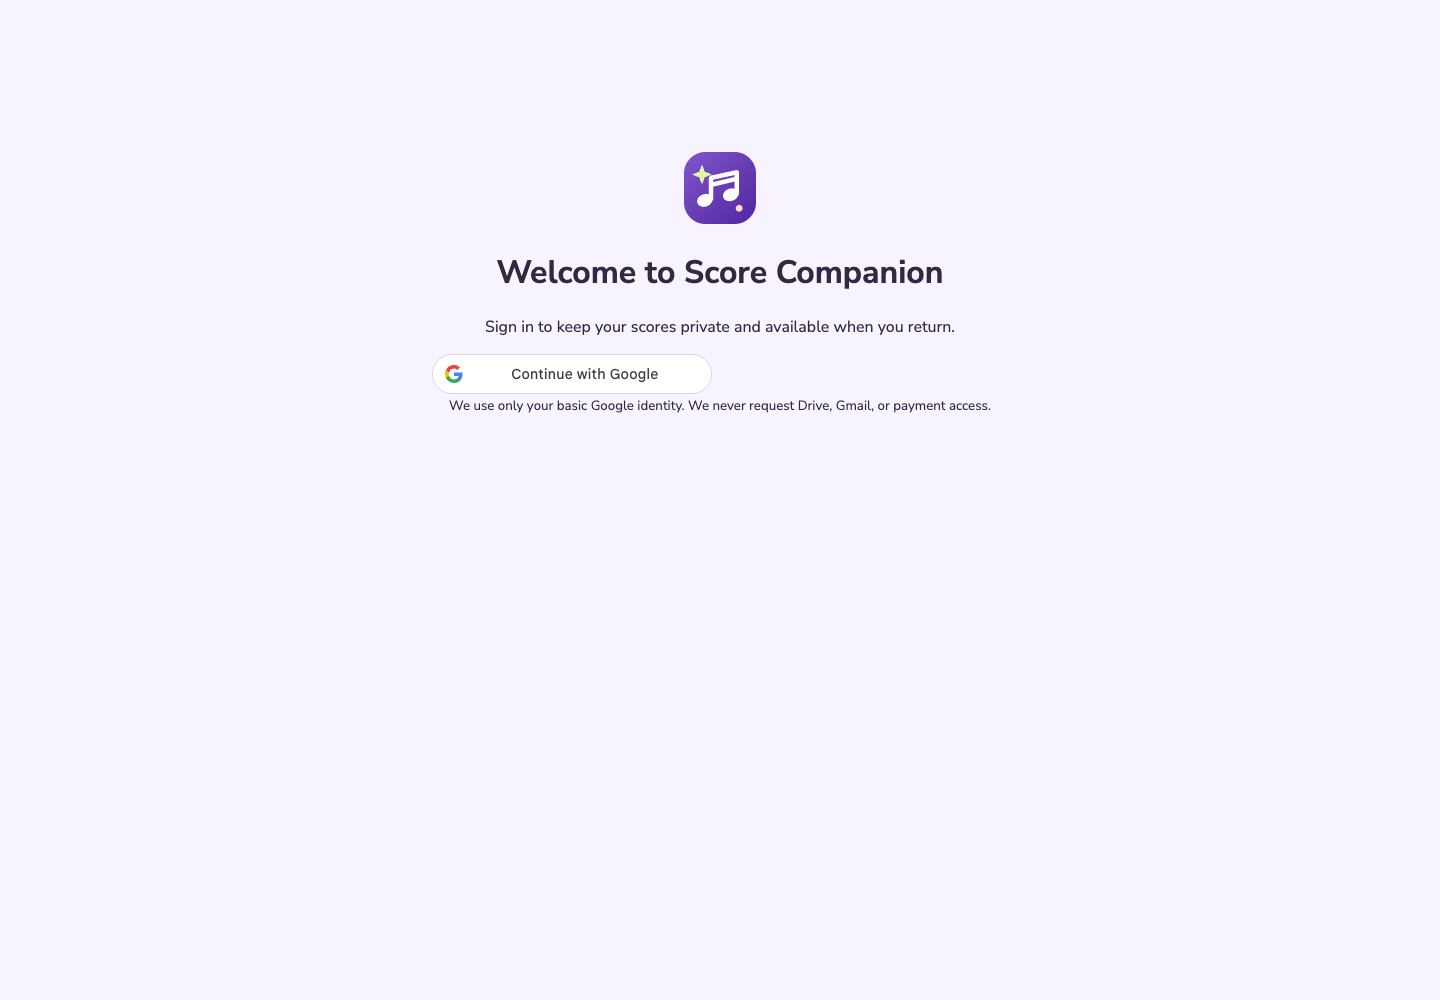 Welcome to Score Companion
Sign in to keep your scores private and available when you return.
Continue with Google
We use only your basic Google identity. We never request Drive, Gmail, or payment access.